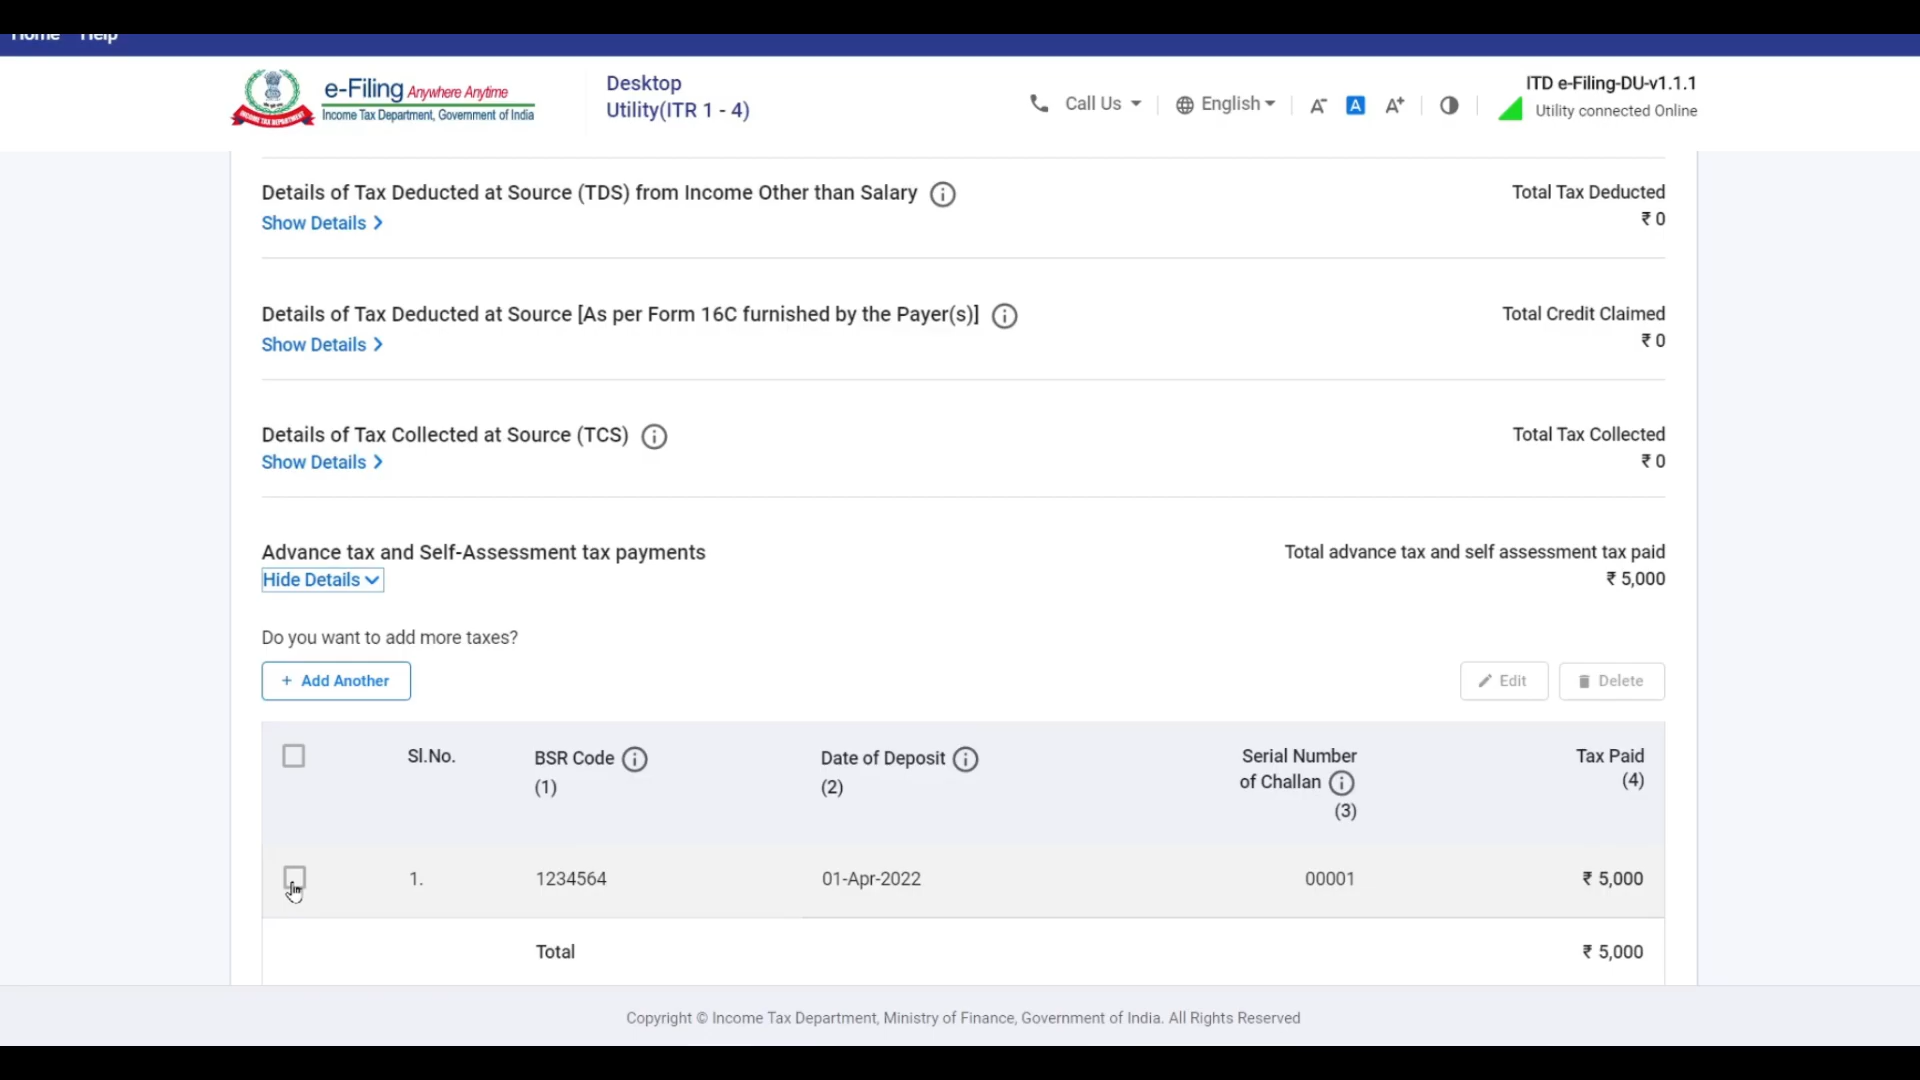 Home Help
e-Filing Anywhere Anytime
Income Tax Department, Government of India
INCOME TAX DEPARTMENT
Desktop
Utility(ITR 1 - 4)
Call Us
English
A-
A
A+
ITD e-Filing-DU-v1.1.1
Utility connected Online
Details of Tax Deducted at Source (TDS) from Income Other than Salary
Total Tax Deducted
Show Details
₹ 0
Details of Tax Deducted at Source [As per Form 16C furnished by the Payer(s)]
Total Credit Claimed
Show Details
₹ 0
Details of Tax Collected at Source (TCS)
Total Tax Collected
Show Details
₹ 0
Advance tax and Self-Assessment tax payments
Total advance tax and self assessment tax paid
Hide Details
₹ 5,000
Do you want to add more taxes?
+ Add Another
Edit
Delete
Sl.No.
BSR Code
(1)
Date of Deposit
(2)
Serial Number
of Challan
(3)
Tax Paid
(4)
1. 1234564 01-Apr-2022 00001 ₹ 5,000
Total ₹ 5,000
Copyright © Income Tax Department, Ministry of Finance, Government of India. All Rights Reserved